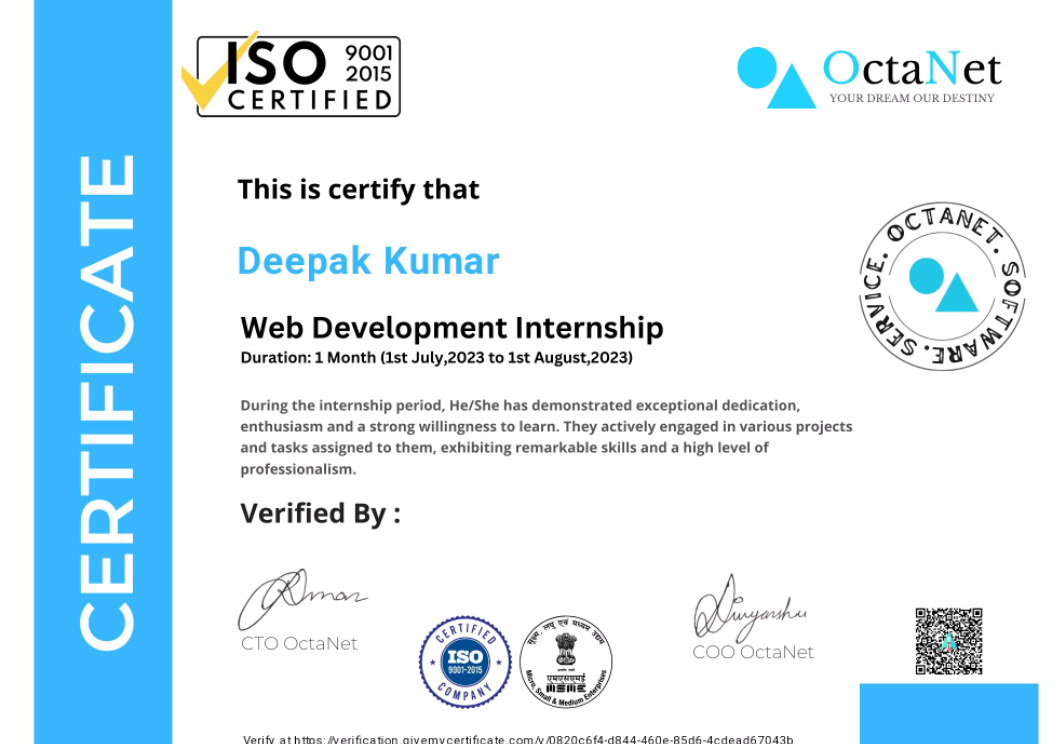 ISO 9001
2015
CERTIFIED
OctaNet
YOUR DREAM OUR DESTINY
CERTIFICATE
This is certify that
Deepak Kumar
Web Development Internship
Duration: 1 Month (1st July,2023 to 1st August,2023)
OCTANET. SOFTWARE. SERVICE.
During the internship period, He/She has demonstrated exceptional dedication,
enthusiasm and a strong willingness to learn. They actively engaged in various projects
and tasks assigned to them, exhibiting remarkable skills and a high level of
professionalism.
Verified By :
CTO OctaNet
COO OctaNet
CERTIFIED
ISO
9001-2015
COMPANY
सूक्ष्म, लघु एवं मध्यम उद्यम
एमएसएमई
MSME
Micro, Small & Medium Enterprises
Verify at https://verification.givemycertificate.com/v/0820c6f4-d844-460e-85d6-4cdead67043b